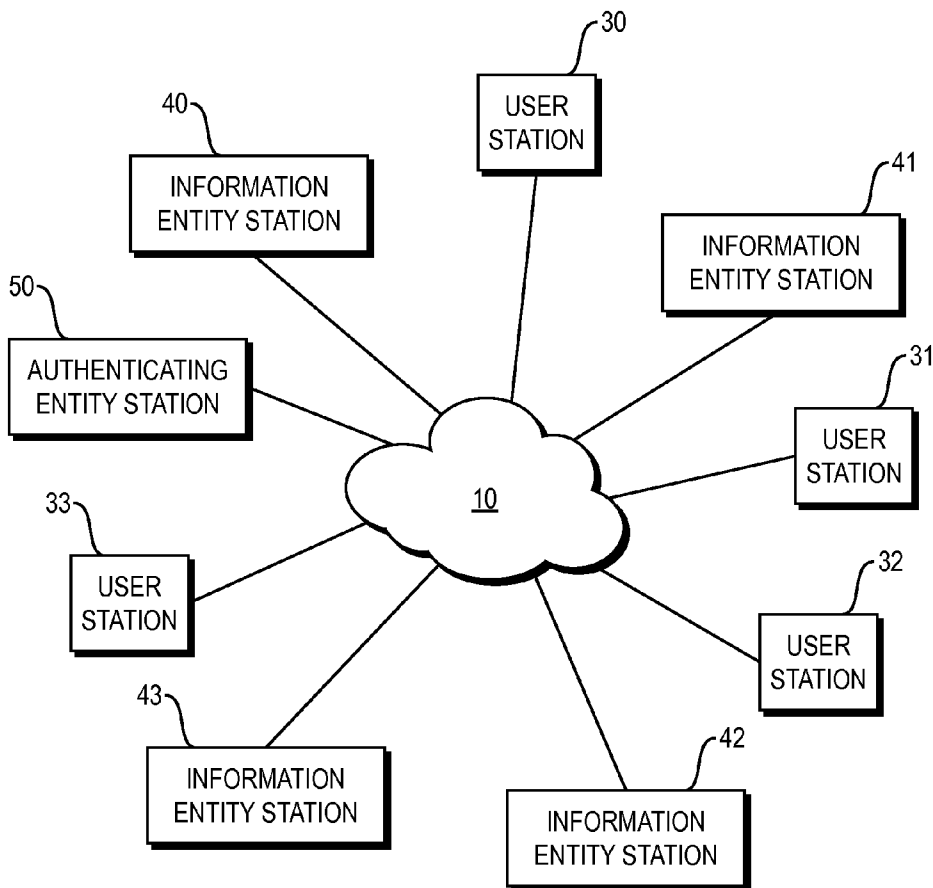 30
USER
STATION
40
INFORMATION
ENTITY STATION
41
INFORMATION
ENTITY STATION
50
AUTHENTICATING
ENTITY STATION
31
USER
STATION
10
33
USER
STATION
32
USER
STATION
43
INFORMATION
ENTITY STATION
42
INFORMATION
ENTITY STATION